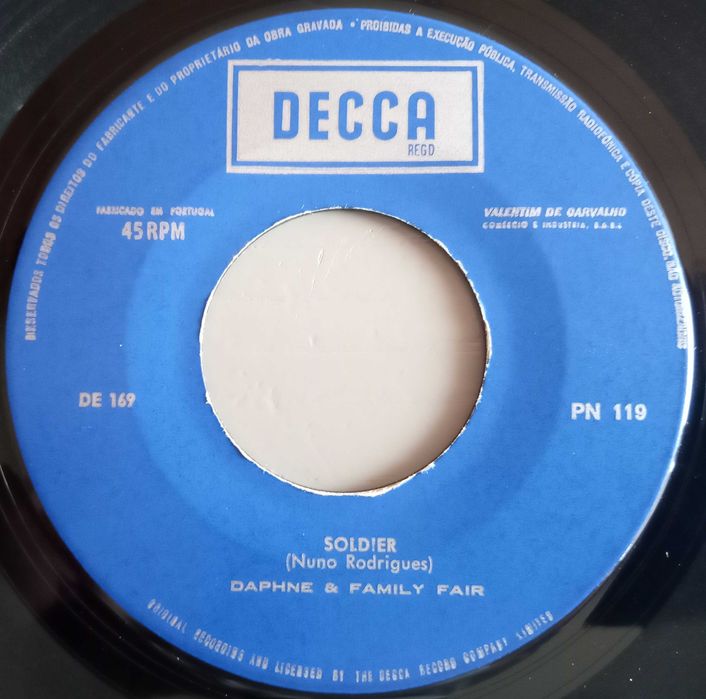 RESERVADOS TODOS OS DIREITOS DO FABRICANTE E DO PROPRIETÁRIO DA OBRA GRAVADA • PROIBIDAS A EXECUÇÃO PÚBLICA, TRANSMISSÃO RADIOFÓNICA E CÓPIA DESTE DISCO, NÃO AUTORIZADAS
DECCA
REGD
FABRICADO EM PORTUGAL
45 RPM
VALENTIM DE CARVALHO
COMÉRCIO E INDÚSTRIA, S.A.R.L.
DE 169
PN 119
SOLDIER
(Nuno Rodrigues)
DAPHNE & FAMILY FAIR
ORIGINAL RECORDING AND LICENSED BY THE DECCA RECORD COMPANY LIMITED